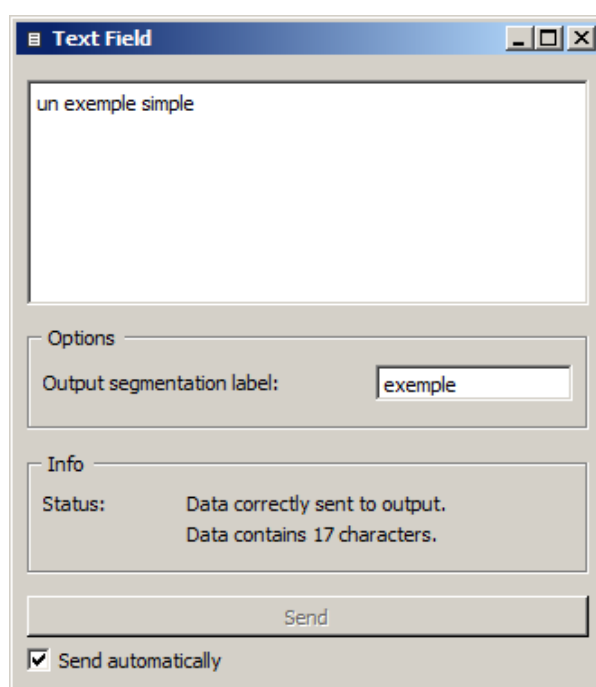 Text Field
un exemple simple
Options
Output segmentation label: exemple
Info
Status: Data correctly sent to output.
Data contains 17 characters.
Send
Send automatically